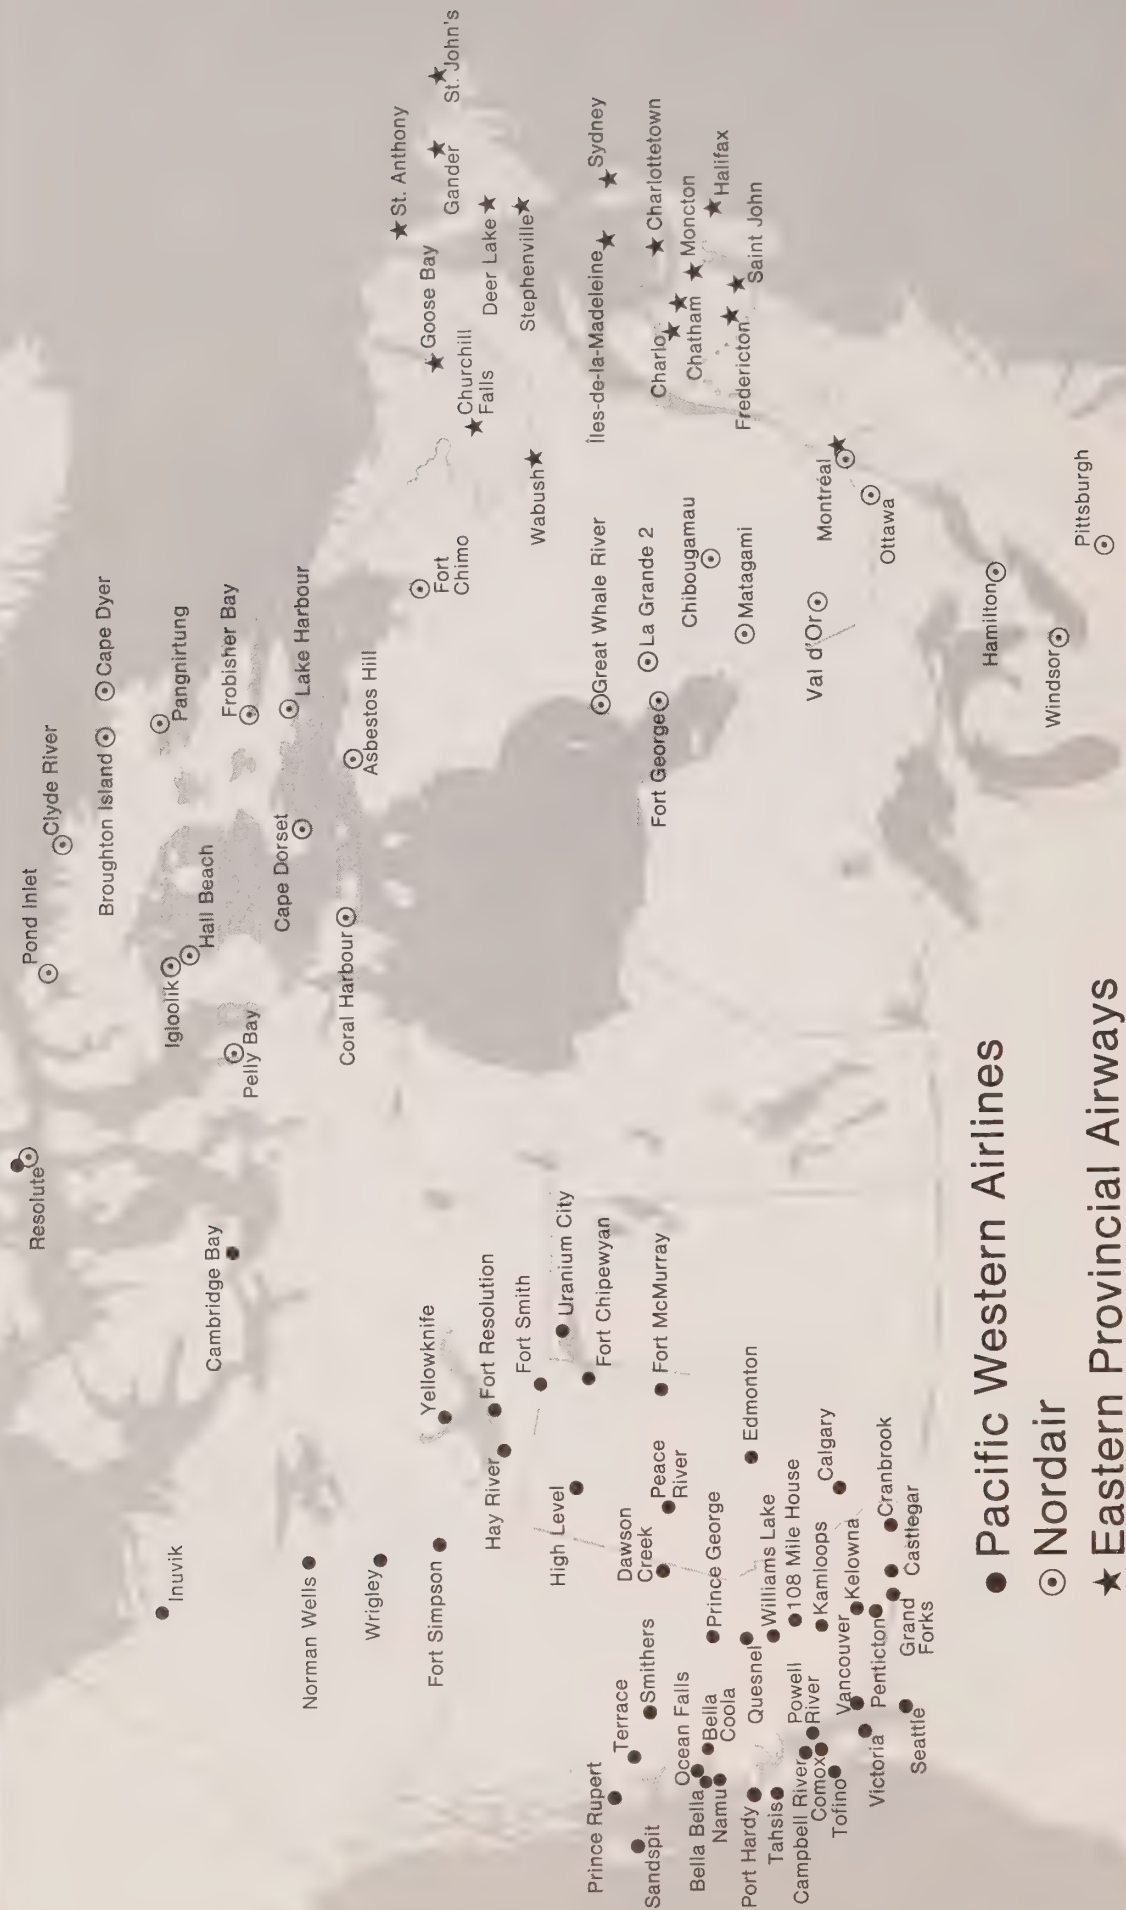 Resolute
Pond Inlet
Clyde River
Broughton Island
Cape Dyer
Pangnirtung
Igloolik
Hall Beach
Pelly Bay
Frobisher Bay
Lake Harbour
Cape Dorset
Coral Harbour
Asbestos Hill
Inuvik
Cambridge Bay
Norman Wells
Wrigley
Fort Simpson
Yellowknife
Fort Resolution
Hay River
Fort Smith
Uranium City
Fort Chipewyan
High Level
Fort McMurray
Peace
River
Dawson
Creek
Edmonton
Prince George
Prince Rupert
Terrace
Smithers
Sandspit
Ocean Falls
Bella Bella
Bella
Coola
Namu
Quesnel
Williams Lake
108 Mile House
Port Hardy
Tahsis
Campbell River
Powell
River
Comox
Tofino
Kamloops
Calgary
Vancouver
Kelowna
Penticton
Cranbrook
Castlegar
Grand
Forks
Victoria
Seattle
Fort
Chimo
Great Whale River
La Grande 2
Fort George
Chibougamau
Matagami
Val d'Or
Montréal
Ottawa
Hamilton
Windsor
Pittsburgh
St. Anthony
St. John's
Gander
Goose Bay
Deer Lake
Churchill
Falls
Stephenville
Wabush
Sydney
Îles-de-la-Madeleine
Charlottetown
Charlo
Moncton
Chatham
Halifax
Saint John
Fredericton
Pacific Western Airlines
Nordair
Eastern Provincial Airways